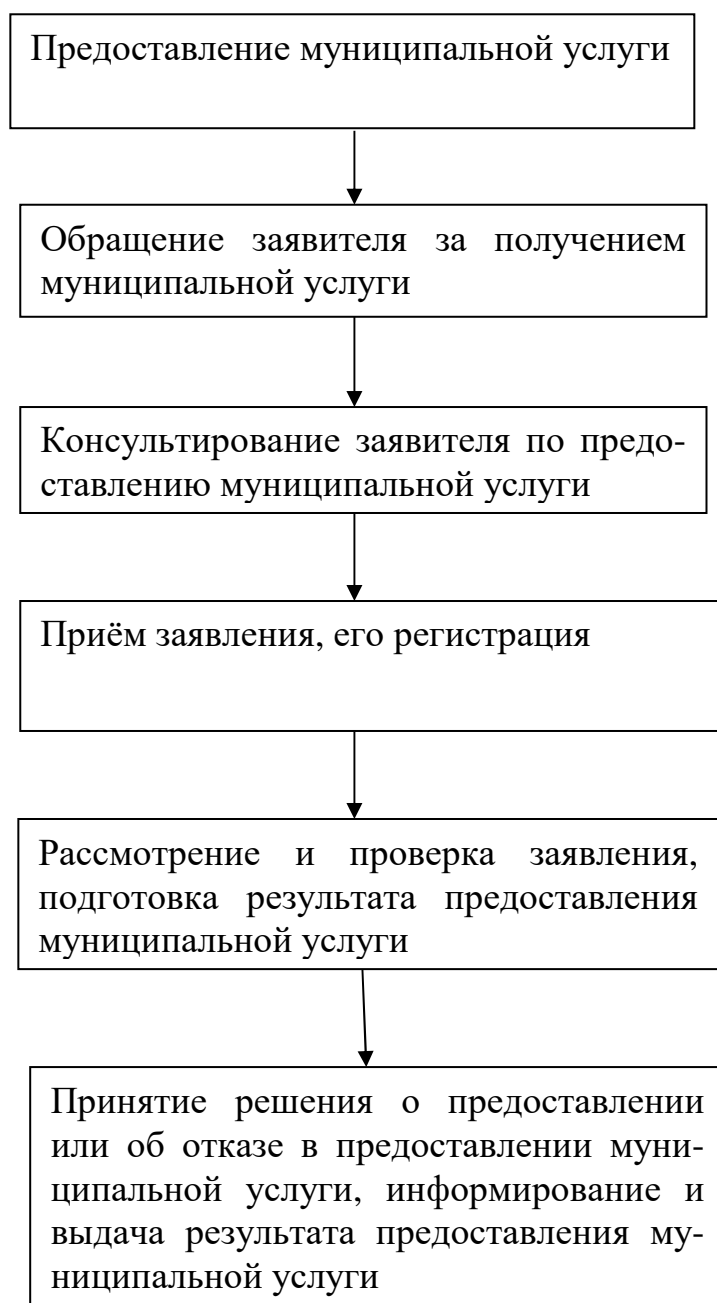 Предоставление муниципальной услуги
Обращение заявителя за получением
муниципальной услуги
Консультирование заявителя по предо-
ставлению муниципальной услуги
Приём заявления, его регистрация
Рассмотрение и проверка заявления,
подготовка результата предоставления
муниципальной услуги
Принятие решения о предоставлении
или об отказе в предоставлении муни-
ципальной услуги, информирование и
выдача результата предоставления му-
ниципальной услуги